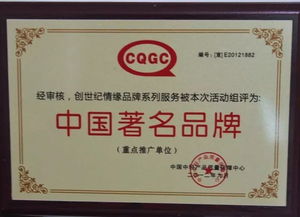 CQGC
编号:[重]E20121882
经审核，创世纪情缘品牌系列服务被本次活动组评为:
中国著名品牌
（重点推广单位）